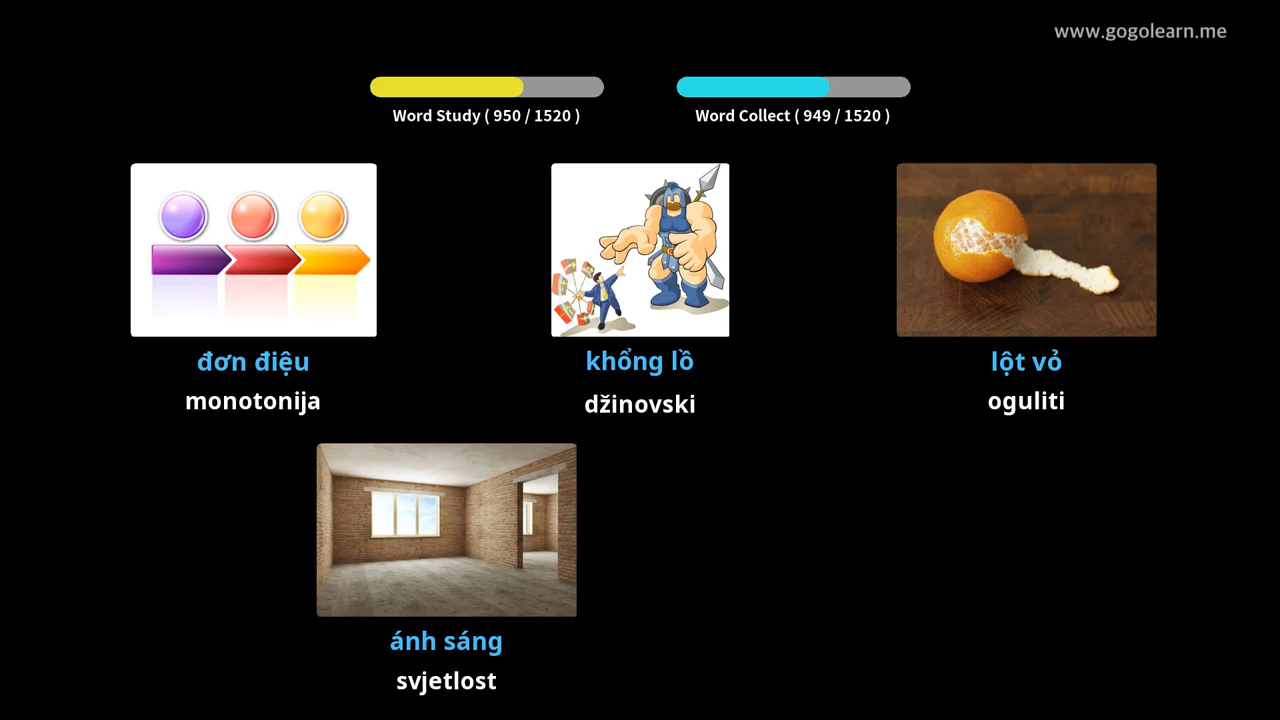 www.gogolearn.me
Word Study ( 950 / 1520 )
Word Collect ( 949 / 1520 )
đơn điệu
monotonija
khổng lồ
džinovski
lột vỏ
oguliti
ánh sáng
svjetlost